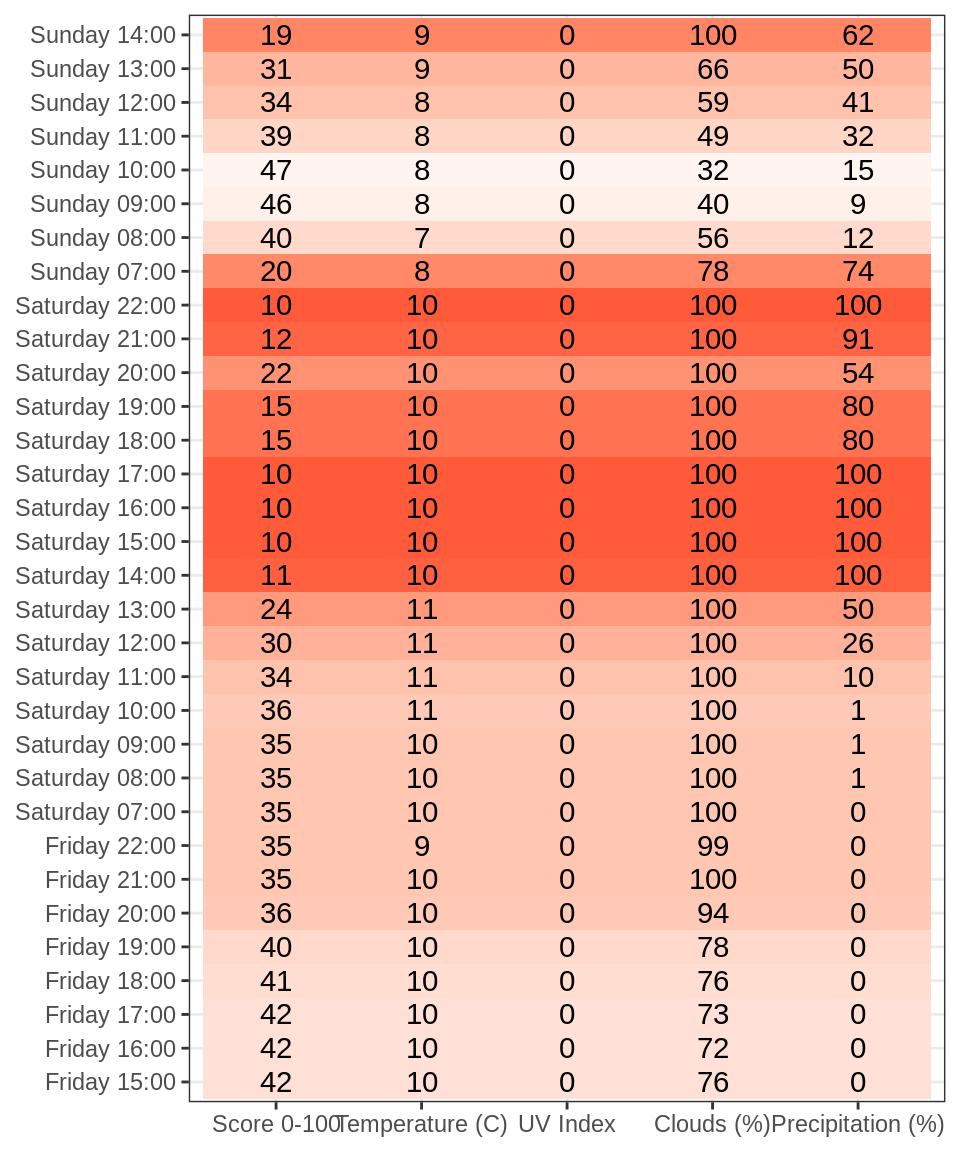 Sunday 14:00 19 9 0 100 62
Sunday 13:00 31 9 0 66 50
Sunday 12:00 34 8 0 59 41
Sunday 11:00 39 8 0 49 32
Sunday 10:00 47 8 0 32 15
Sunday 09:00 46 8 0 40 9
Sunday 08:00 40 7 0 56 12
Sunday 07:00 20 8 0 78 74
Saturday 22:00 10 10 0 100 100
Saturday 21:00 12 10 0 100 91
Saturday 20:00 22 10 0 100 54
Saturday 19:00 15 10 0 100 80
Saturday 18:00 15 10 0 100 80
Saturday 17:00 10 10 0 100 100
Saturday 16:00 10 10 0 100 100
Saturday 15:00 10 10 0 100 100
Saturday 14:00 11 10 0 100 100
Saturday 13:00 24 11 0 100 50
Saturday 12:00 30 11 0 100 26
Saturday 11:00 34 11 0 100 10
Saturday 10:00 36 11 0 100 1
Saturday 09:00 35 10 0 100 1
Saturday 08:00 35 10 0 100 1
Saturday 07:00 35 10 0 100 0
Friday 22:00 35 9 0 99 0
Friday 21:00 35 10 0 100 0
Friday 20:00 36 10 0 94 0
Friday 19:00 40 10 0 78 0
Friday 18:00 41 10 0 76 0
Friday 17:00 42 10 0 73 0
Friday 16:00 42 10 0 72 0
Friday 15:00 42 10 0 76 0
Score 0-100 Temperature (C) UV Index Clouds (%) Precipitation (%)